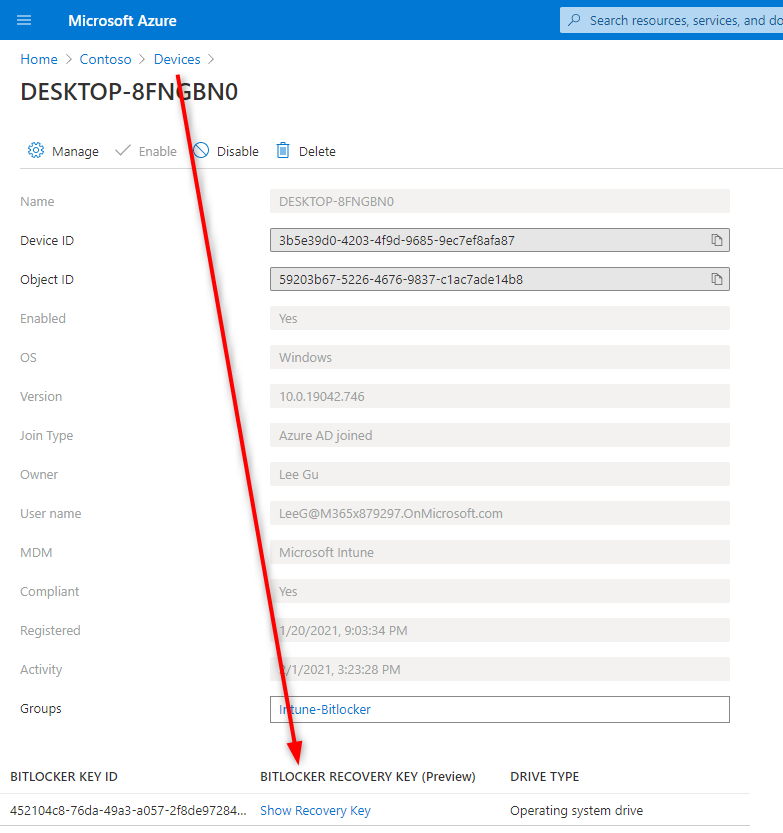 Microsoft Azure Search resources, services, and do
Home > Contoso > Devices >
DESKTOP-8FNGBN0
Manage Enable Disable Delete
Name DESKTOP-8FNGBN0
Device ID 3b5e39d0-4203-4f9d-9685-9ec7ef8afa87
Object ID 59203b67-5226-4676-9837-c1ac7ade14b8
Enabled Yes
OS Windows
Version 10.0.19042.746
Join Type Azure AD joined
Owner Lee Gu
User name LeeG@M365x879297.OnMicrosoft.com
MDM Microsoft Intune
Compliant Yes
Registered 1/20/2021, 9:03:34 PM
Activity 2/1/2021, 3:23:28 PM
Groups Intune-Bitlocker
BITLOCKER KEY ID BITLOCKER RECOVERY KEY (Preview) DRIVE TYPE
452104c8-76da-49a3-a057-2f8de97284... Show Recovery Key Operating system drive